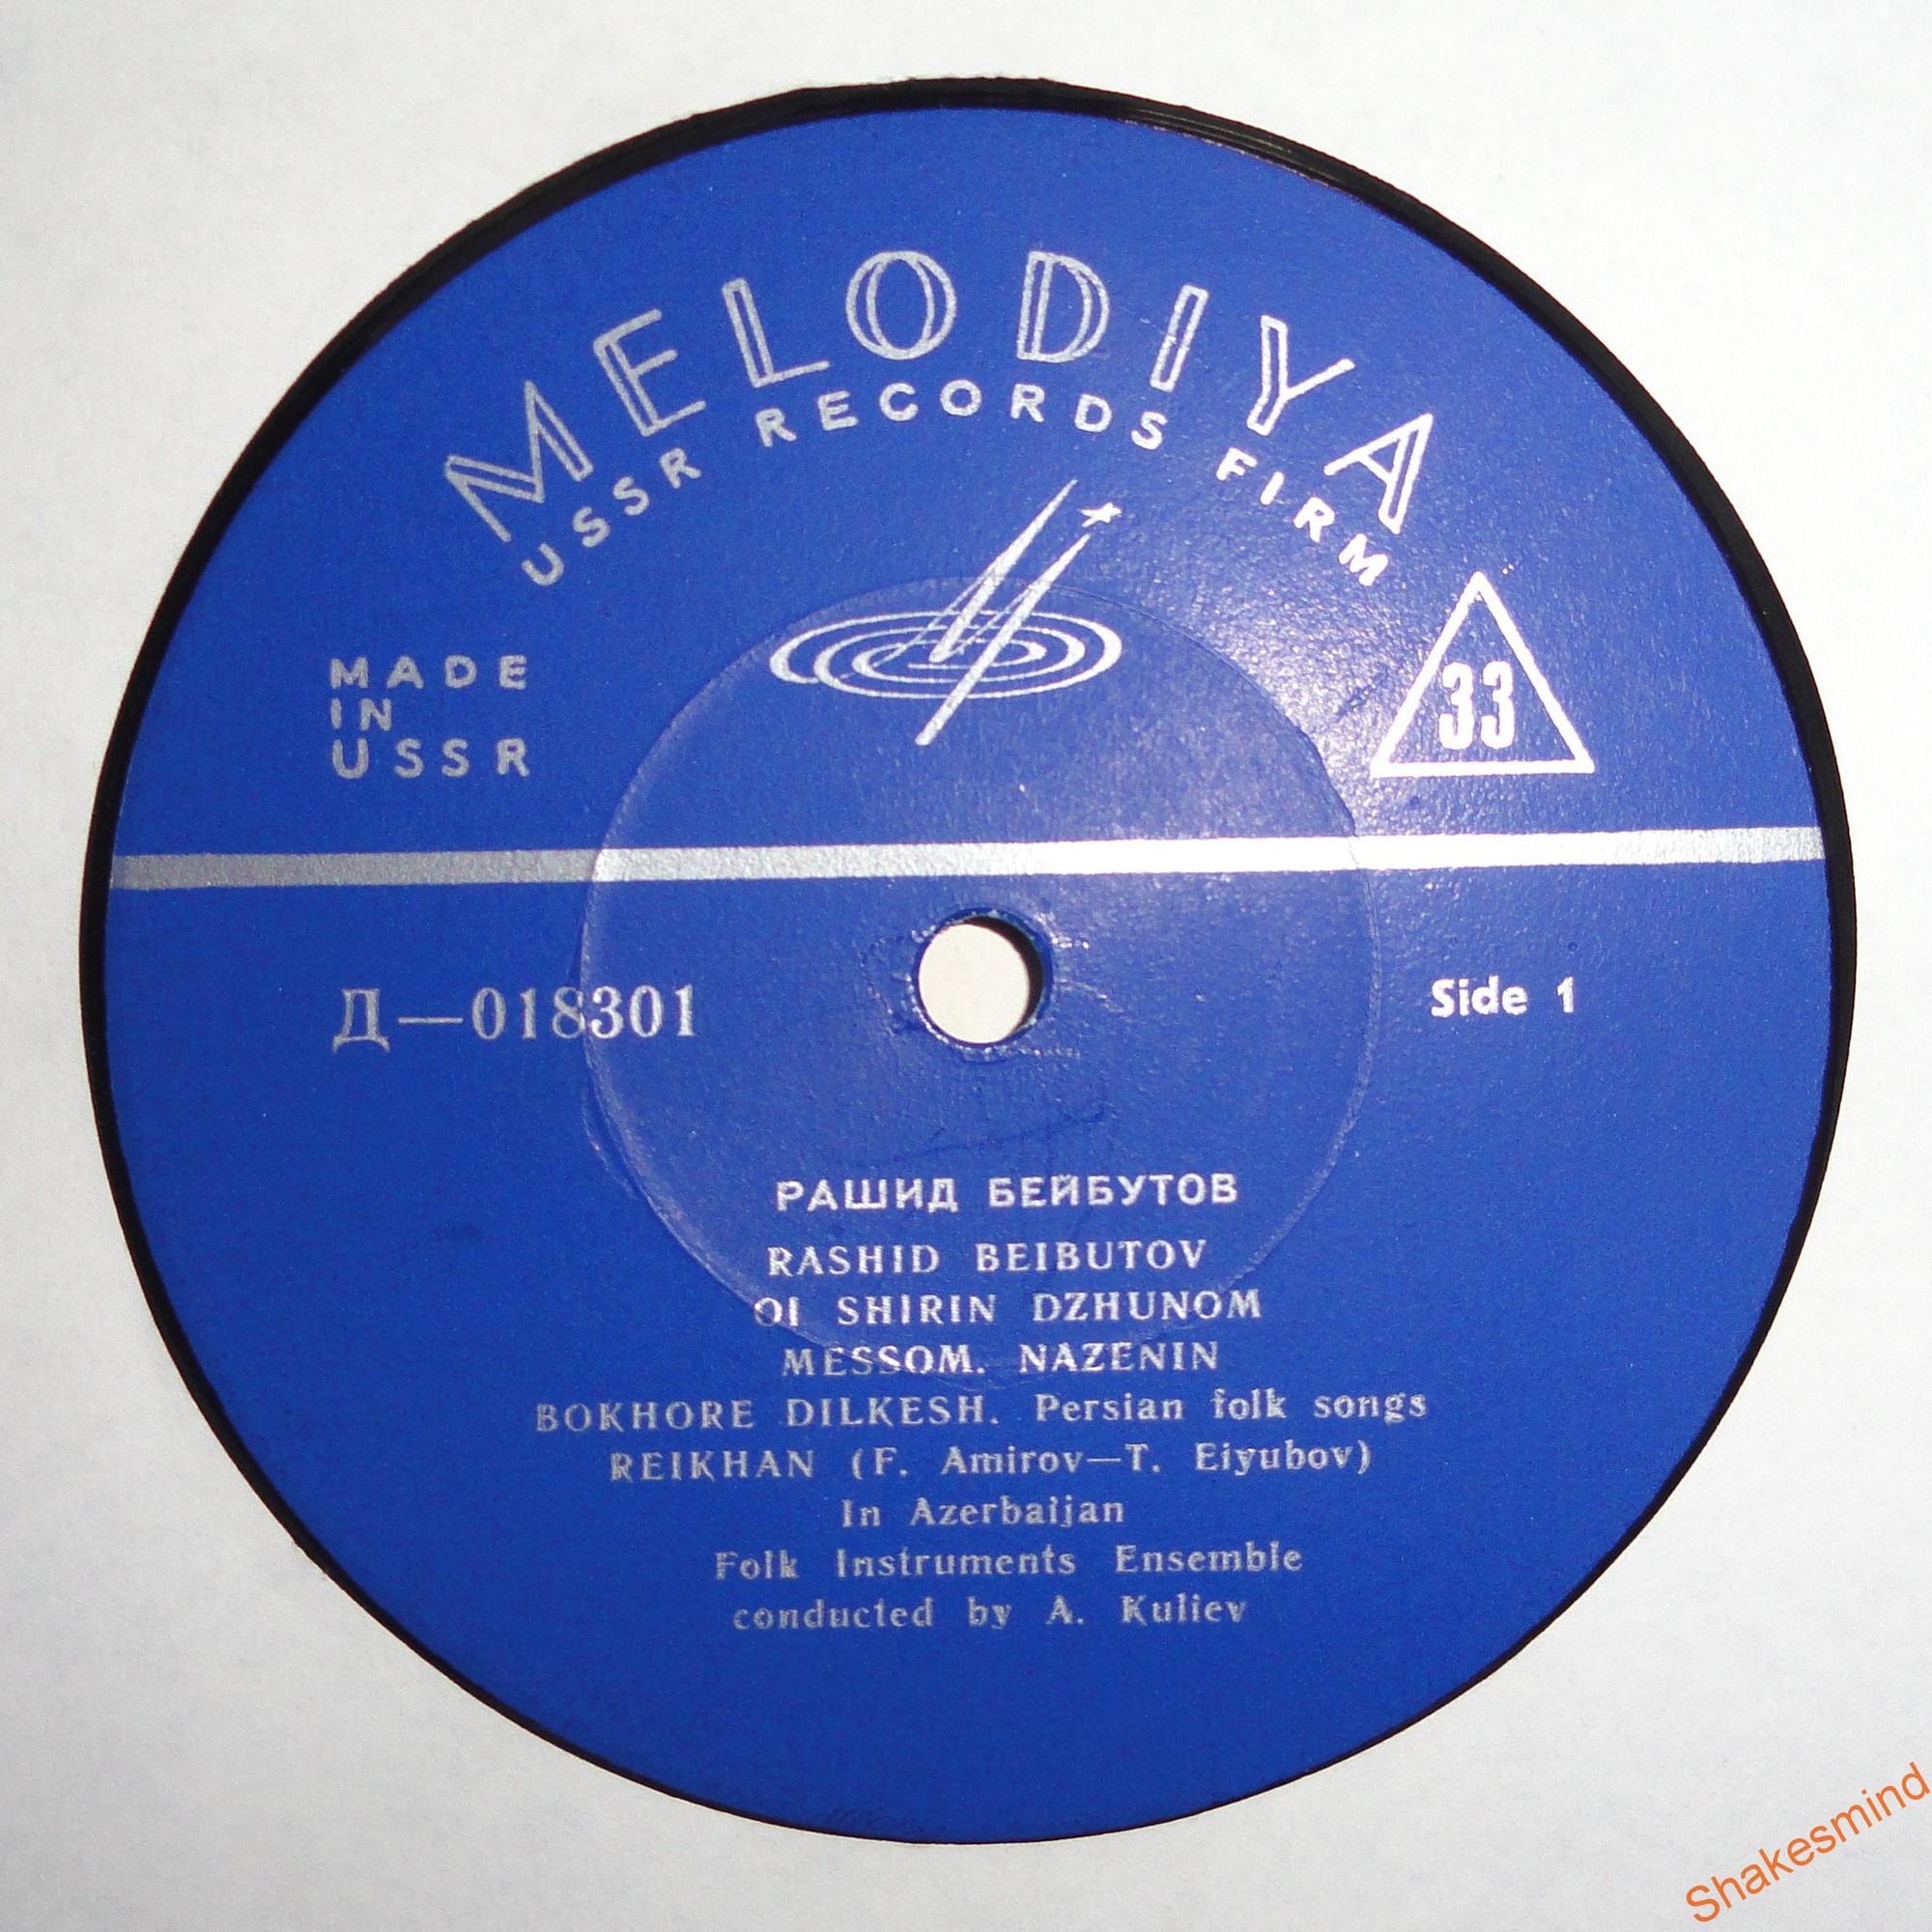 MELODIYA
USSR RECORDS FIRM
MADE
IN
USSR
33
Д—018301
Side 1
РАШИД БЕЙБУТОВ
RASHID BEIBUTOV
OI SHIRIN DZHUNOM
MESSOM. NAZENIN
BOKHORE DILKESH. Persian folk songs
REIKHAN (F. Amirov—T. Eiyubov)
In Azerbaijan
Folk Instruments Ensemble
conducted by A. Kuliev
Shakesmind